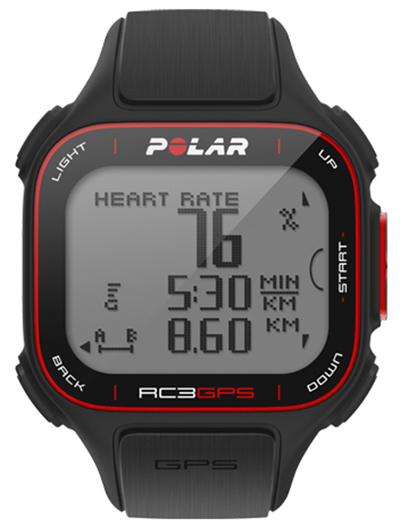 LIGHT
POLAR
UP
HEART RATE
76 %
START
5:30 MIN/KM
A B 8.60 KM
BACK
RC3GPS
DOWN
GPS